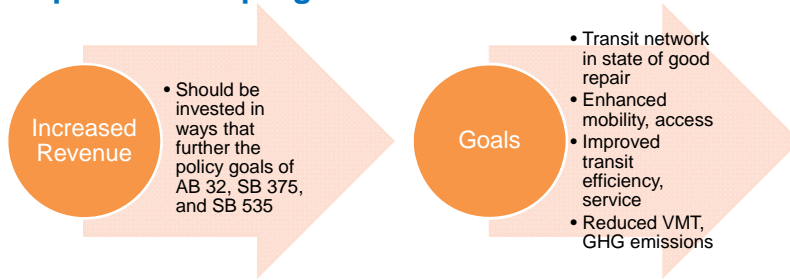 Increased
Revenue
• Should be
invested in
ways that
further the
policy goals of
AB 32, SB 375,
and SB 535
Goals
• Transit network
in state of good
repair
• Enhanced
mobility, access
• Improved
transit
efficiency,
service
• Reduced VMT,
GHG emissions